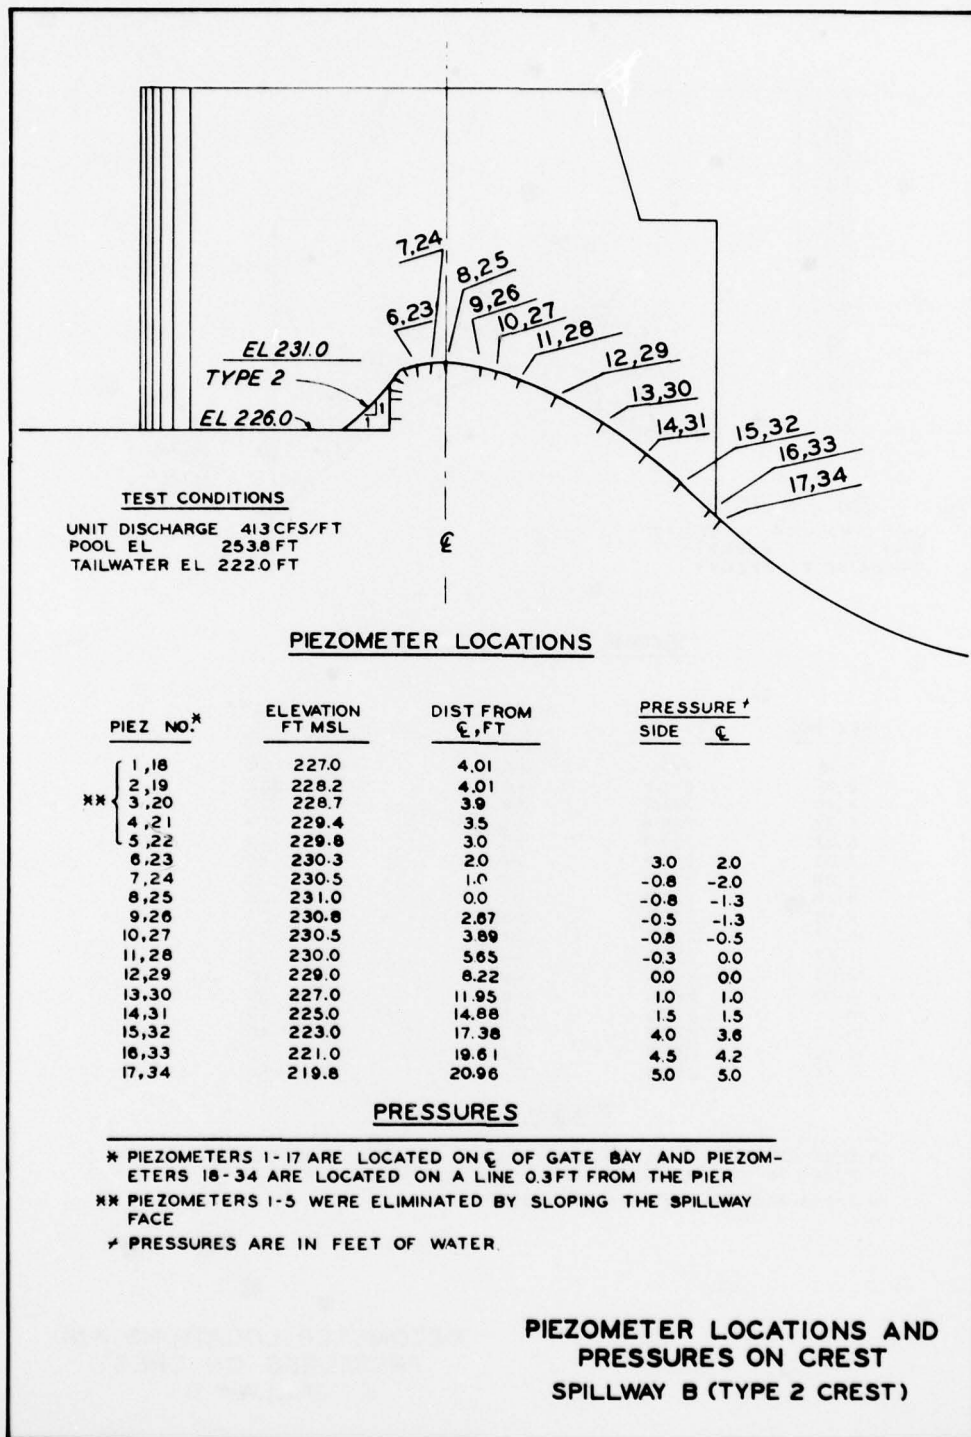 7,24
8,25
6,23
9,26
10,27
11,28
EL 231.0
TYPE 2
12,29
EL 226.0
1
1
13,30
14,31
15,32
16,33
17,34
TEST CONDITIONS
UNIT DISCHARGE 413 CFS/FT
POOL EL 253.8 FT
TAILWATER EL 222.0 FT
℄
PIEZOMETER LOCATIONS
PIEZ NO.* ELEVATION FT MSL DIST FROM ℄, FT PRESSURE ≁ SIDE ℄
1,18 227.0 4.01
2,19 228.2 4.01
** 3,20 228.7 3.9
4,21 229.4 3.5
5,22 229.8 3.0
6,23 230.3 2.0 3.0 2.0
7,24 230.5 1.0 -0.8 -2.0
8,25 231.0 0.0 -0.8 -1.3
9,26 230.8 2.67 -0.5 -1.3
10,27 230.5 3.89 -0.8 -0.5
11,28 230.0 5.65 -0.3 0.0
12,29 229.0 8.22 0.0 0.0
13,30 227.0 11.95 1.0 1.0
14,31 225.0 14.88 1.5 1.5
15,32 223.0 17.38 4.0 3.6
16,33 221.0 19.61 4.5 4.2
17,34 219.8 20.96 5.0 5.0
PRESSURES
* PIEZOMETERS 1-17 ARE LOCATED ON ℄ OF GATE BAY AND PIEZOM-
ETERS 18-34 ARE LOCATED ON A LINE 0.3 FT FROM THE PIER
** PIEZOMETERS 1-5 WERE ELIMINATED BY SLOPING THE SPILLWAY
FACE
≁ PRESSURES ARE IN FEET OF WATER.
PIEZOMETER LOCATIONS AND
PRESSURES ON CREST
SPILLWAY B (TYPE 2 CREST)